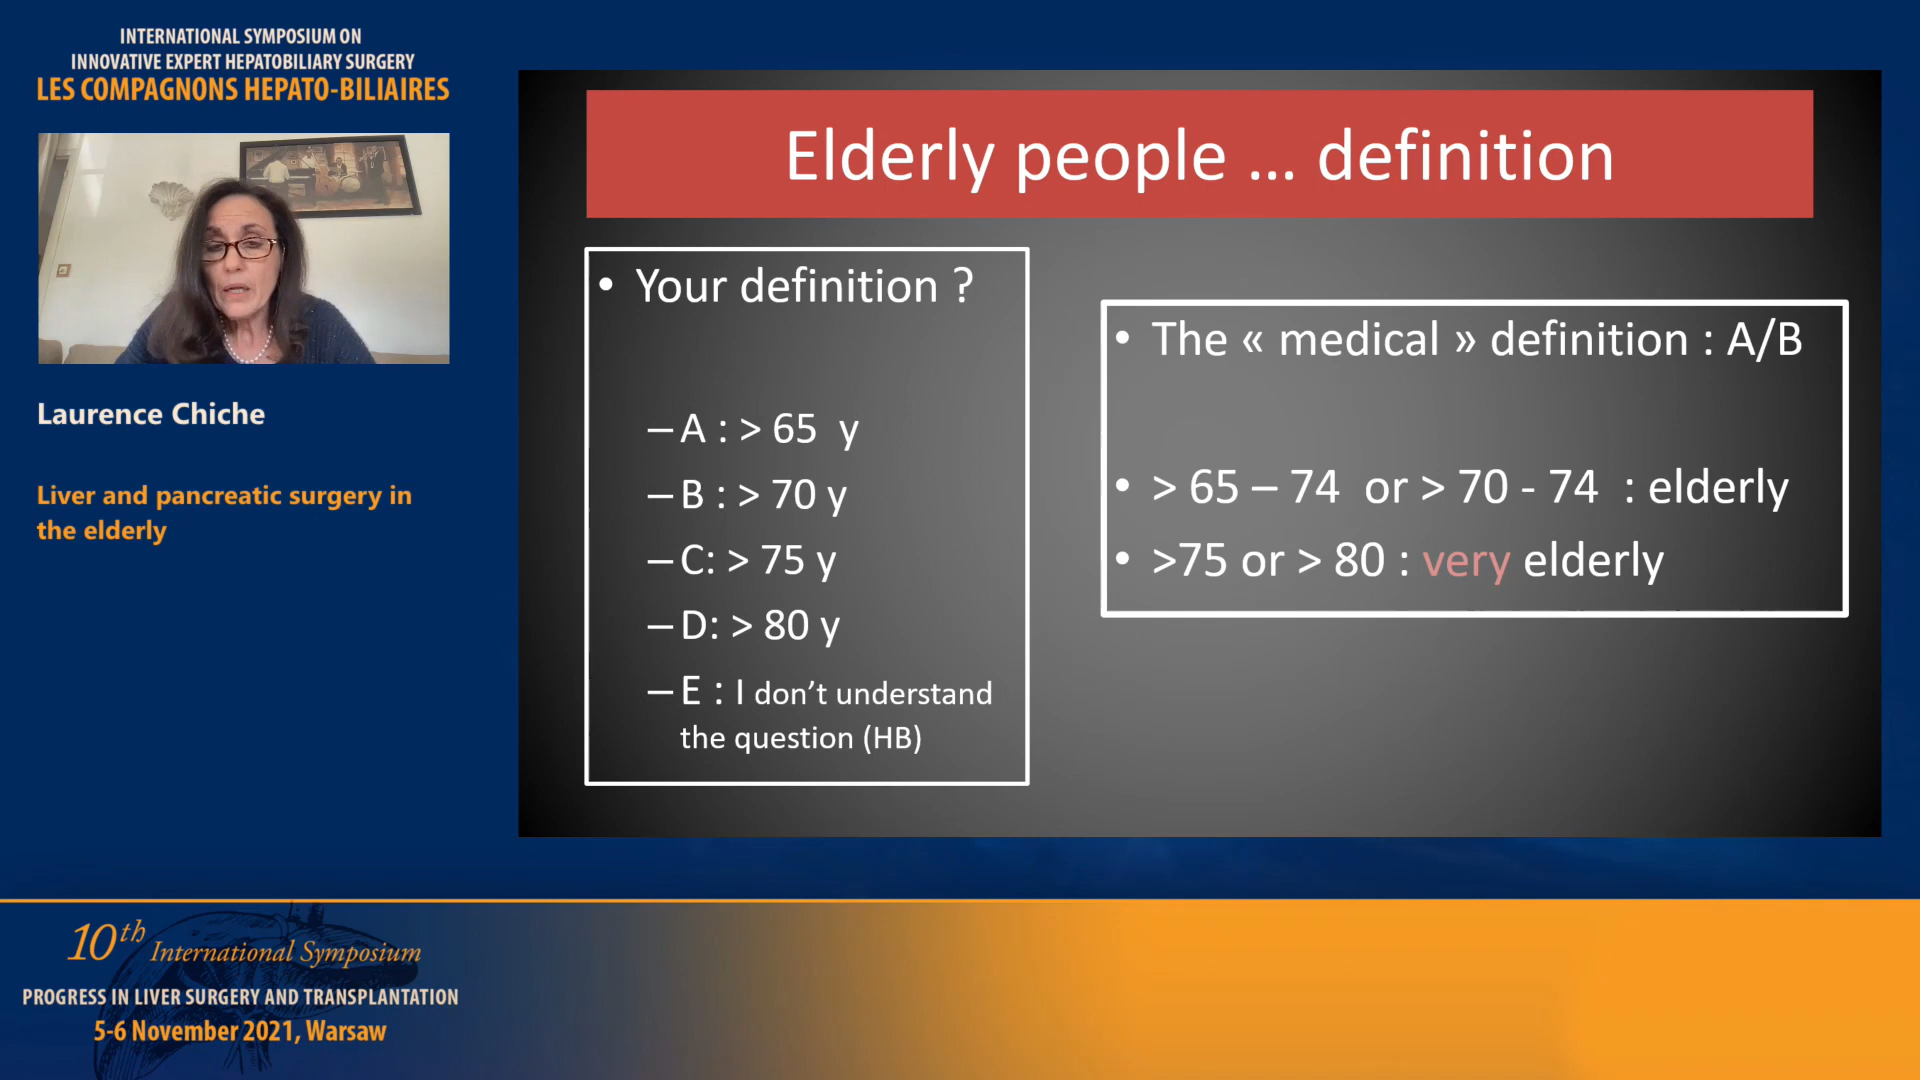 INTERNATIONAL SYMPOSIUM ON
INNOVATIVE EXPERT HEPATOBILIARY SURGERY
LES COMPAGNONS HEPATO-BILIAIRES
Laurence Chiche
Liver and pancreatic surgery in
the elderly
Elderly people ... definition
• Your definition ?
– A : > 65 y
– B : > 70 y
– C: > 75 y
– D: > 80 y
– E : I don’t understand
the question (HB)
• The « medical » definition : A/B
• > 65 – 74 or > 70 - 74 : elderly
• >75 or > 80 : very elderly
10th International Symposium
PROGRESS IN LIVER SURGERY AND TRANSPLANTATION
5-6 November 2021, Warsaw